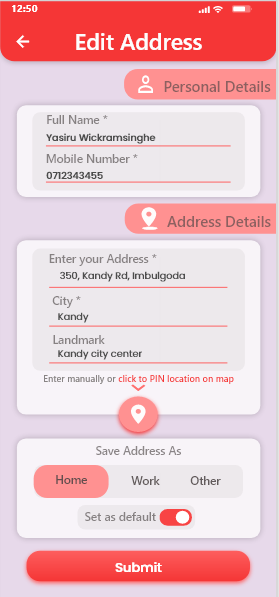 12:50
Edit Address
Personal Details
Full Name *
Yasiru Wickramsinghe
Mobile Number *
0712343455
Address Details
Enter your Address *
350, Kandy Rd, Imbulgoda
City *
Kandy
Landmark
Kandy city center
Enter manually or click to PIN location on map
Save Address As
Home Work Other
Set as default
Submit